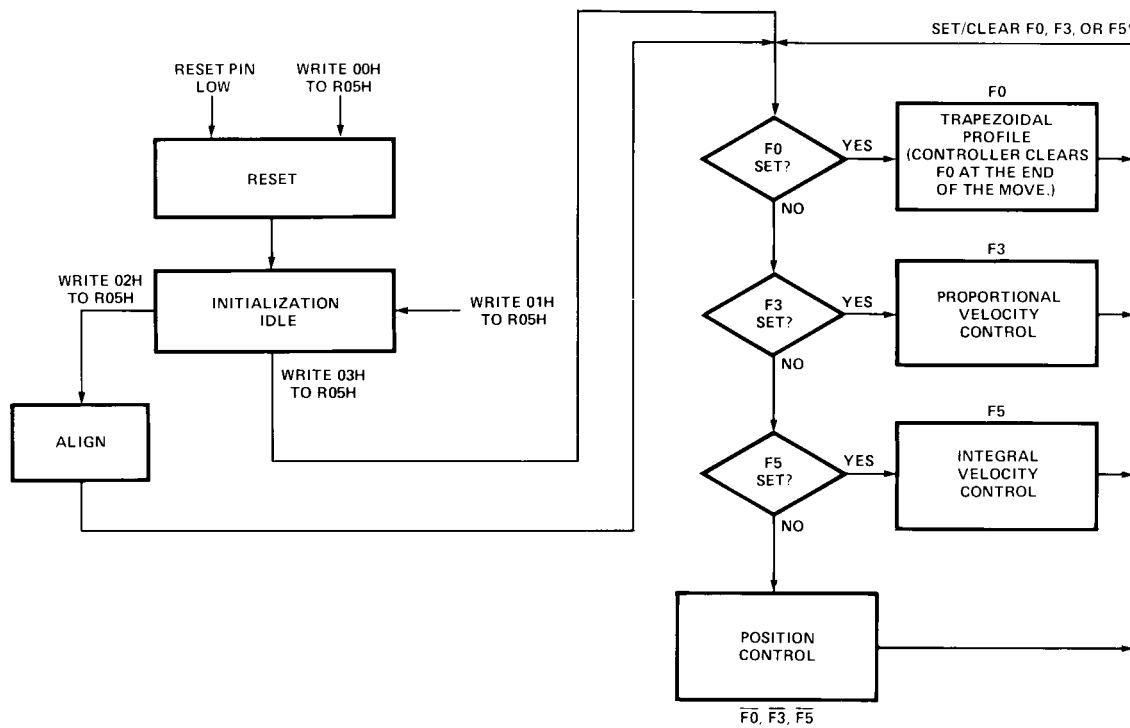 SET/CLEAR F0, F3, OR F5*
RESET PIN
LOW
WRITE 00H
TO R05H
RESET
WRITE 02H
TO R05H
INITIALIZATION
IDLE
WRITE 01H
TO R05H
WRITE 03H
TO R05H
ALIGN
F0
SET?
YES
NO
F0
TRAPEZOIDAL
PROFILE
(CONTROLLER CLEARS
F0 AT THE END
OF THE MOVE.)
F3
SET?
YES
NO
F3
PROPORTIONAL
VELOCITY
CONTROL
F5
SET?
YES
NO
F5
INTEGRAL
VELOCITY
CONTROL
POSITION
CONTROL
F̅0̅, F̅3̅, F̅5̅